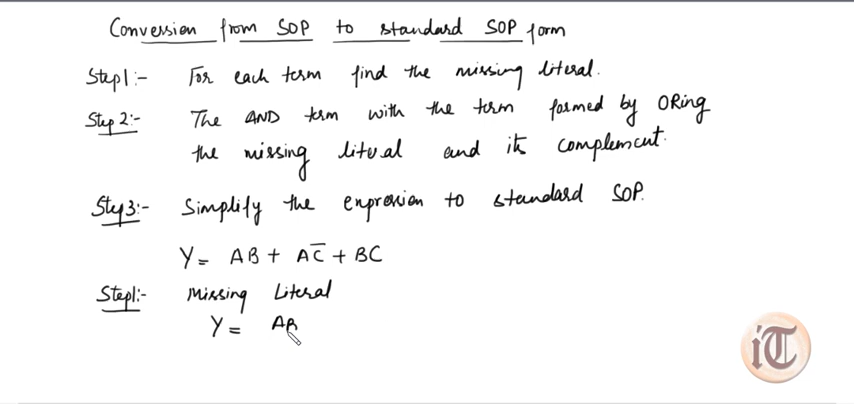 Conversion from SOP to standard SOP form
Step1:- For each term find the missing literal.
Step 2:- The AND term with the term formed by ORing
the missing literal and its complement.
Step3:- Simplify the expression to standard SOP.
Y = AB + AC̅ + BC
Step1:- Missing Literal
Y = AB
iT